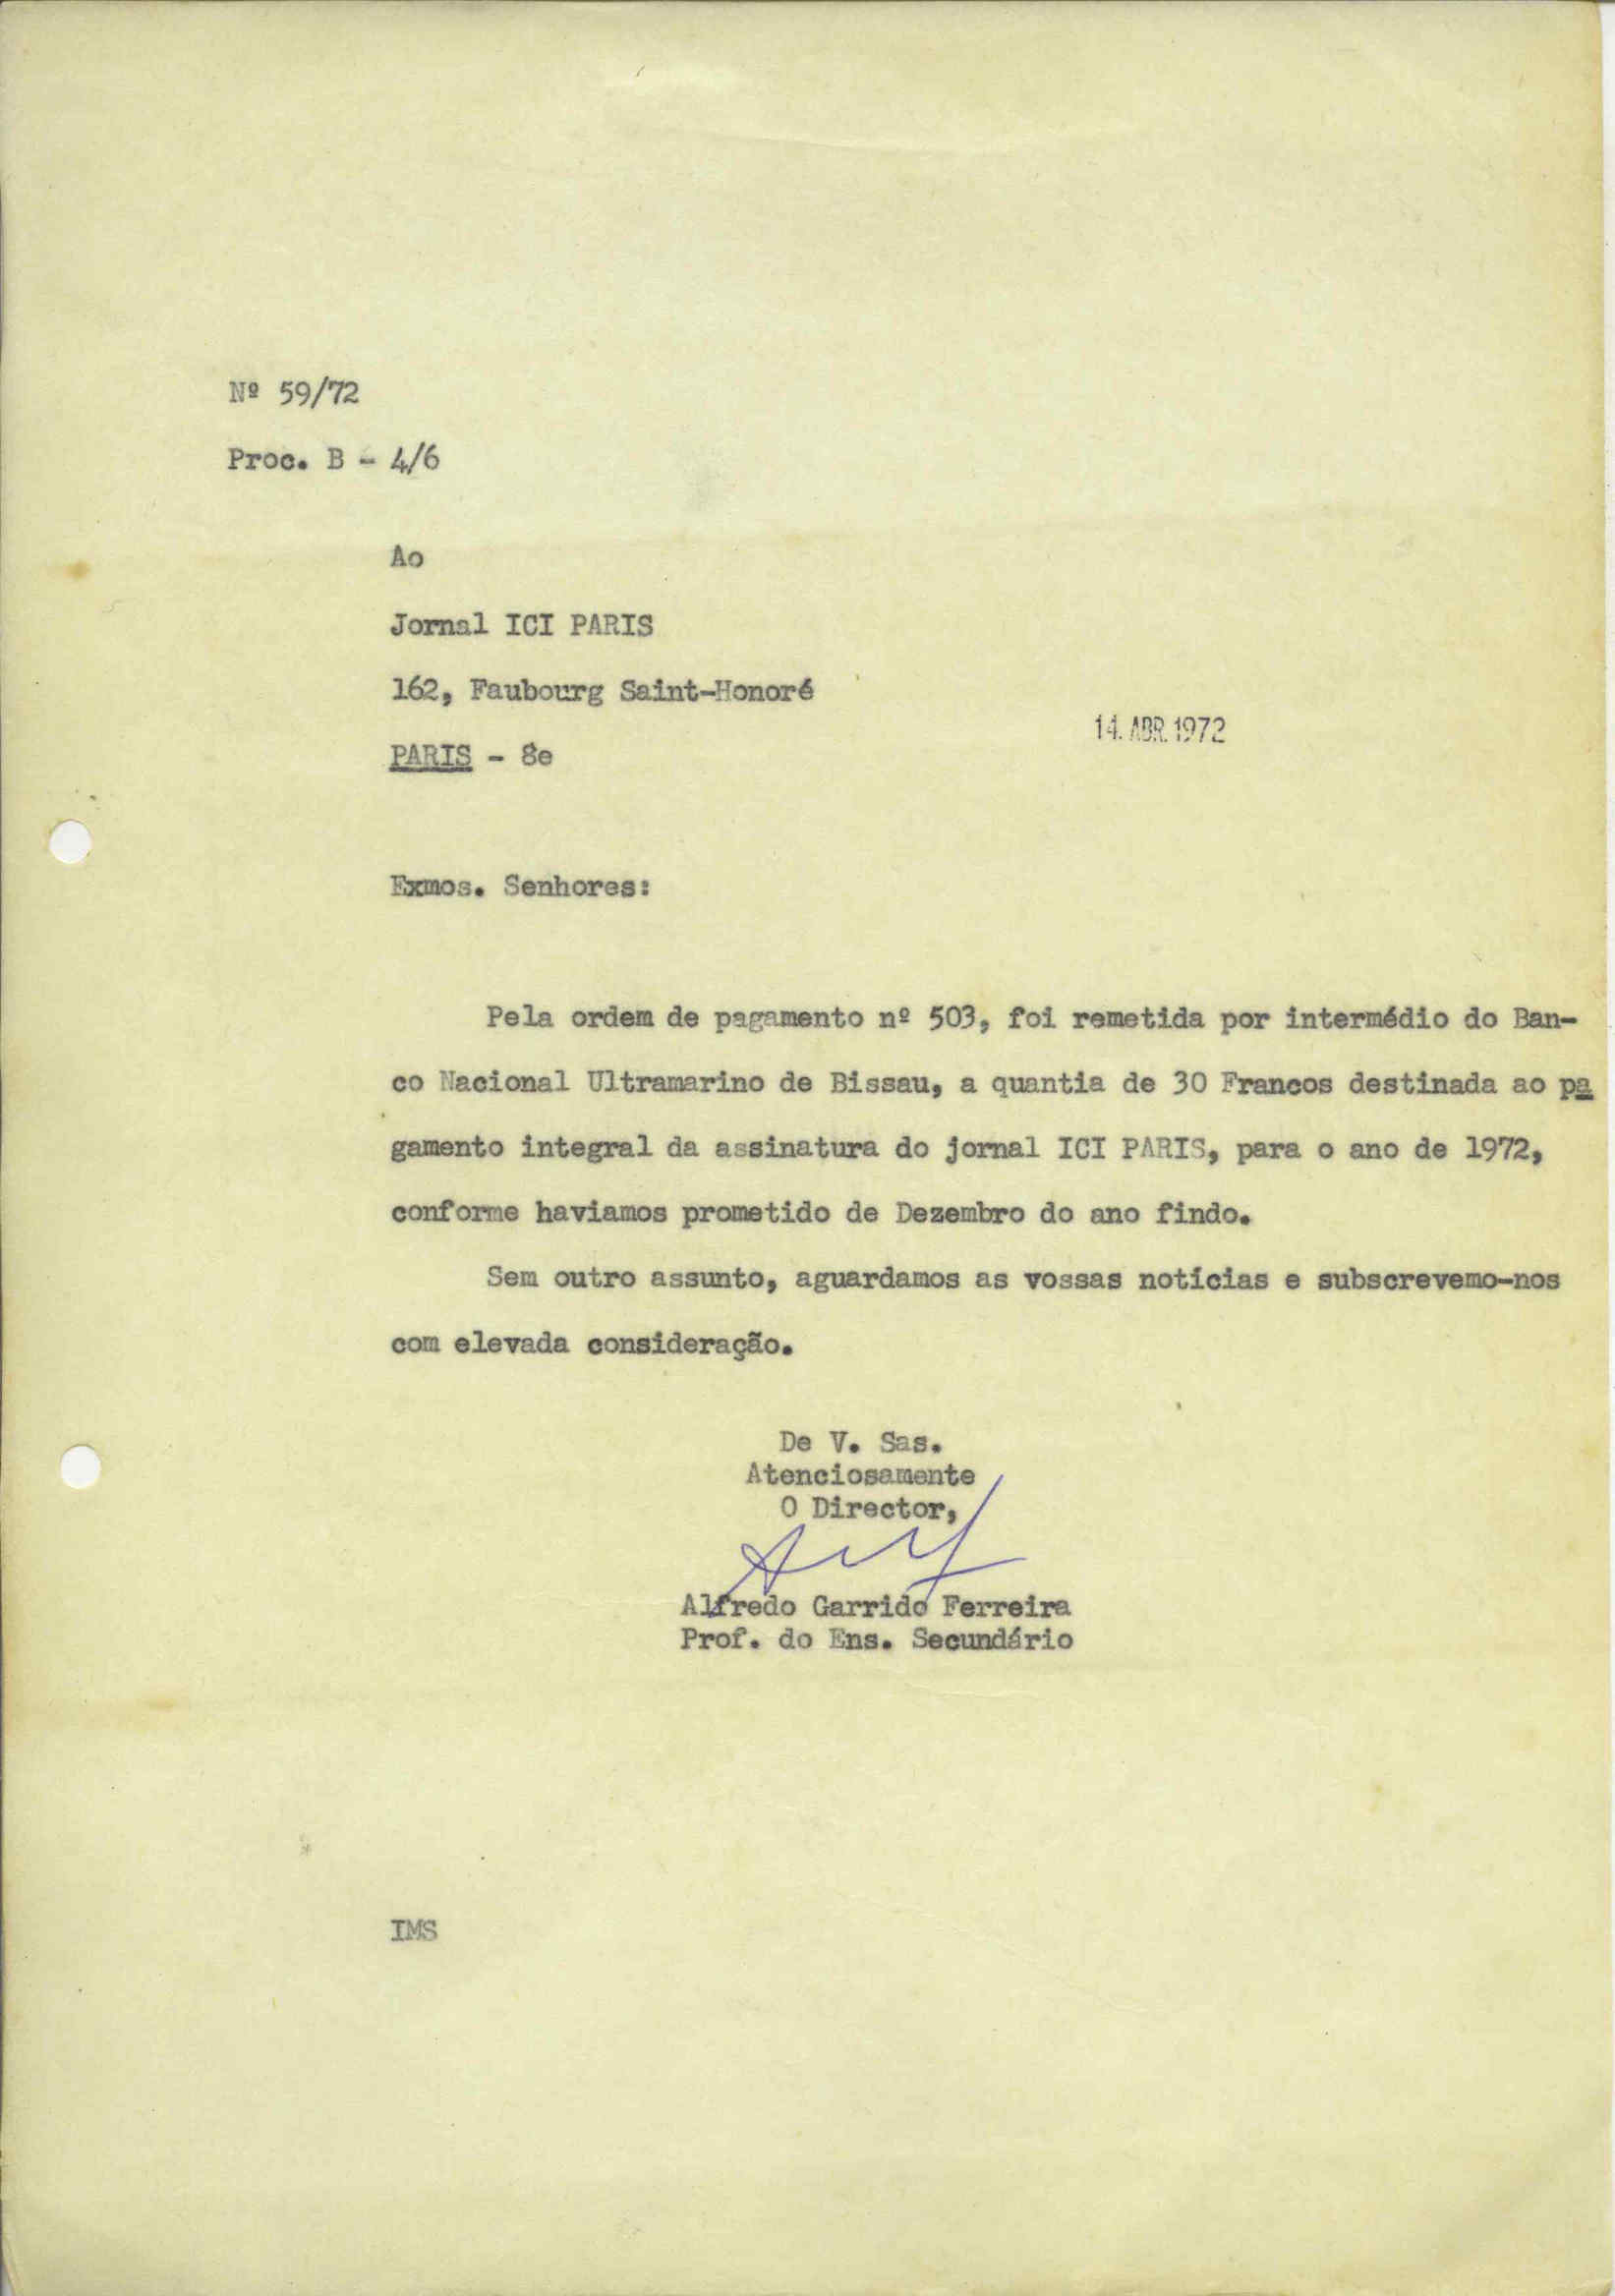 Nº 59/72
Proc. B - 4/6
Ao
Jornal ICI PARIS
162, Faubourg Saint-Honoré
14. ABR. 1972
PARIS - 8e
Exmos. Senhores:
Pela ordem de pagamento nº 503, foi remetida por intermédio do Ban-
co Nacional Ultramarino de Bissau, a quantia de 30 Francos destinada ao pa
gamento integral da assinatura do jornal ICI PARIS, para o ano de 1972,
conforme haviamos prometido de Dezembro do ano findo.
Sem outro assunto, aguardamos as vossas notícias e subscrevemo-nos
com elevada consideração.
De V. Sas.
Atenciosamente
O Director,
Alfredo Garrido Ferreira
Prof. do Ens. Secundário
IMS